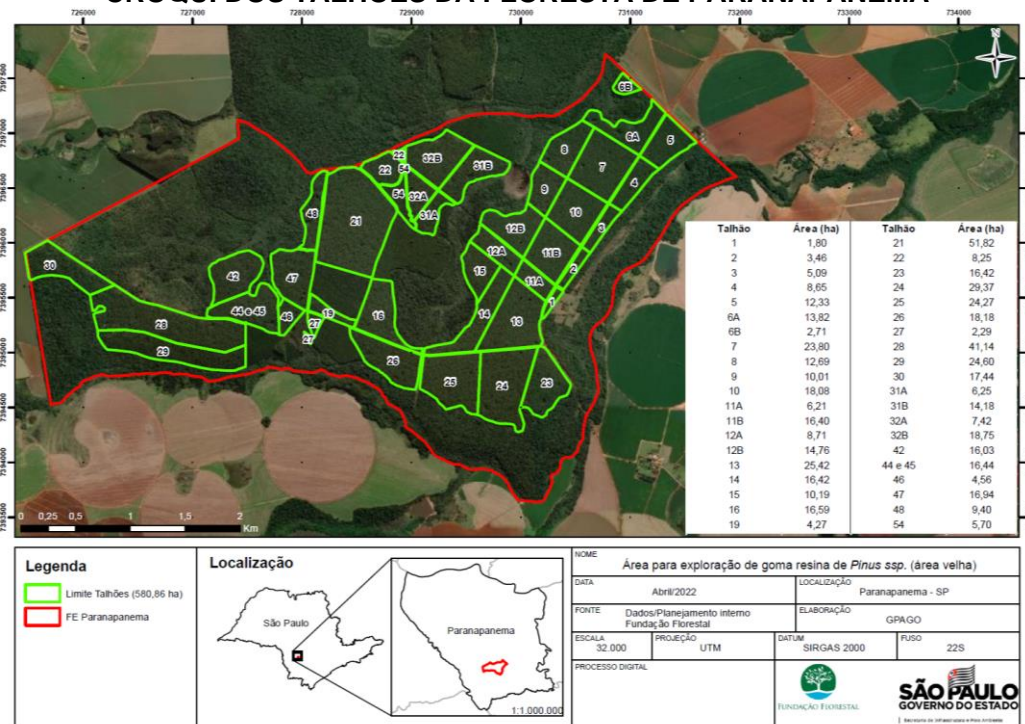 CROQUI DOS TALHÕES DA FLORESTA DE PARANAPANEMA
726000 727000 728000 729000 730000 731000 732000 733000 734000
7397500
7397000
7396500
7396000
7395500
7395000
7394500
7394000
7393500
N
6B
6A
5
8
7
4
22
32B
31B
22
54
9
54
32A
10
31A
48
21
3
12B
12A
11B
30
15
2
42
47
11A
1
44 e 45
46
19
16
14
13
28
27
27
29
26
25
24
23
Talhão Área (ha) Talhão Área (ha)
1 1,80 21 51,82
2 3,46 22 8,25
3 5,09 23 16,42
4 8,65 24 29,37
5 12,33 25 24,27
6A 13,82 26 18,18
6B 2,71 27 2,29
7 23,80 28 41,14
8 12,69 29 24,60
9 10,01 30 17,44
10 18,08 31A 6,25
11A 6,21 31B 14,18
11B 16,40 32A 7,42
12A 8,71 32B 18,75
12B 14,76 42 16,03
13 25,42 44 e 45 16,44
14 16,42 46 4,56
15 10,19 47 16,94
16 16,59 48 9,40
19 4,27 54 5,70
0 0,25 0,5 1 1,5 2
Km
Legenda
Limite Talhões (580,86 ha)
FE Paranapanema
Localização
São Paulo
Paranapanema
1:1.000.000
NOME
Área para exploração de goma resina de Pinus ssp. (área velha)
DATA
Abril/2022
LOCALIZAÇÃO
Paranapanema - SP
FONTE
Dados/Planejamento interno
Fundação Florestal
ELABORAÇÃO
GPAGO
ESCALA
32.000
PROJEÇÃO
UTM
DATUM
SIRGAS 2000
FUSO
22S
PROCESSO DIGITAL
FUNDAÇÃO FLORESTAL
SÃO PAULO
GOVERNO DO ESTADO
Secretaria de Infraestrutura e Meio Ambiente